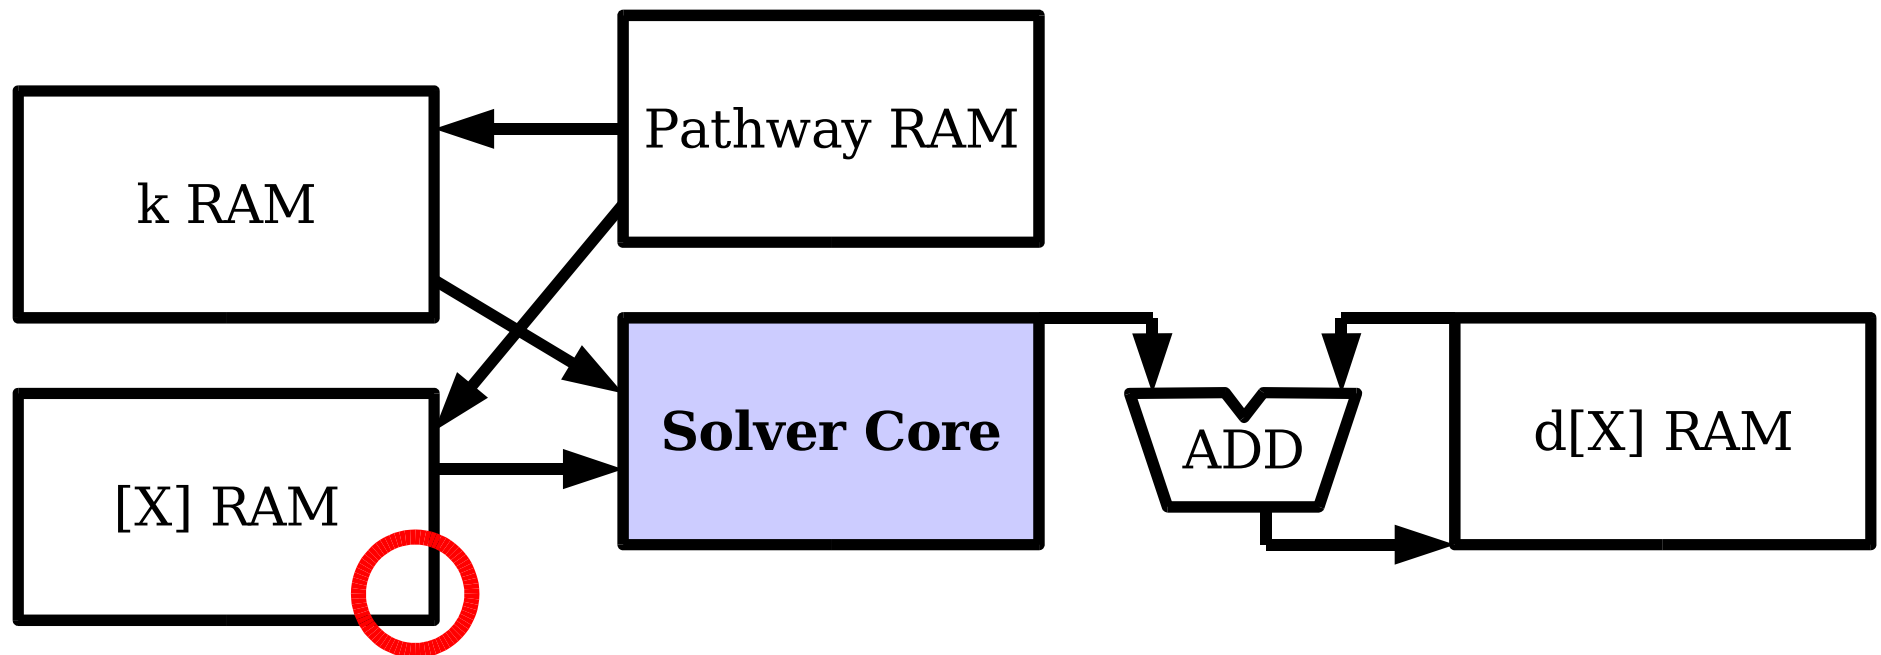 Pathway RAM
k RAM
Solver Core
ADD
d[X] RAM
[X] RAM